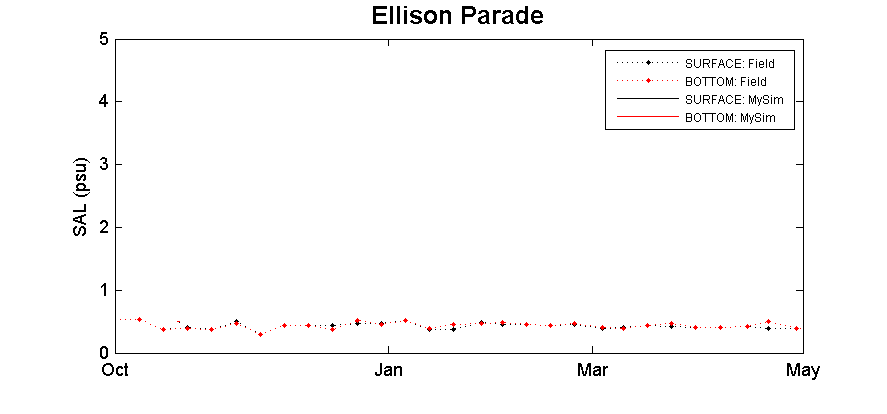 Ellison Parade
5
SURFACE: Field
BOTTOM: Field
SURFACE: MySim
BOTTOM: MySim
4
3
SAL (psu)
2
1
0
Oct Jan Mar May